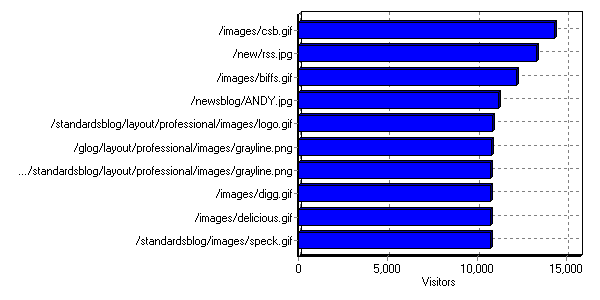 /images/csb.gif
/new/rss.jpg
/images/biffs.gif
/newsblog/ANDY.jpg
/standardsblog/layout/professional/images/logo.gif
/glog/layout/professional/images/grayline.png
.../standardsblog/layout/professional/images/grayline.png
/images/digg.gif
/images/delicious.gif
/standardsblog/images/speck.gif
0 5,000 10,000 15,000
Visitors